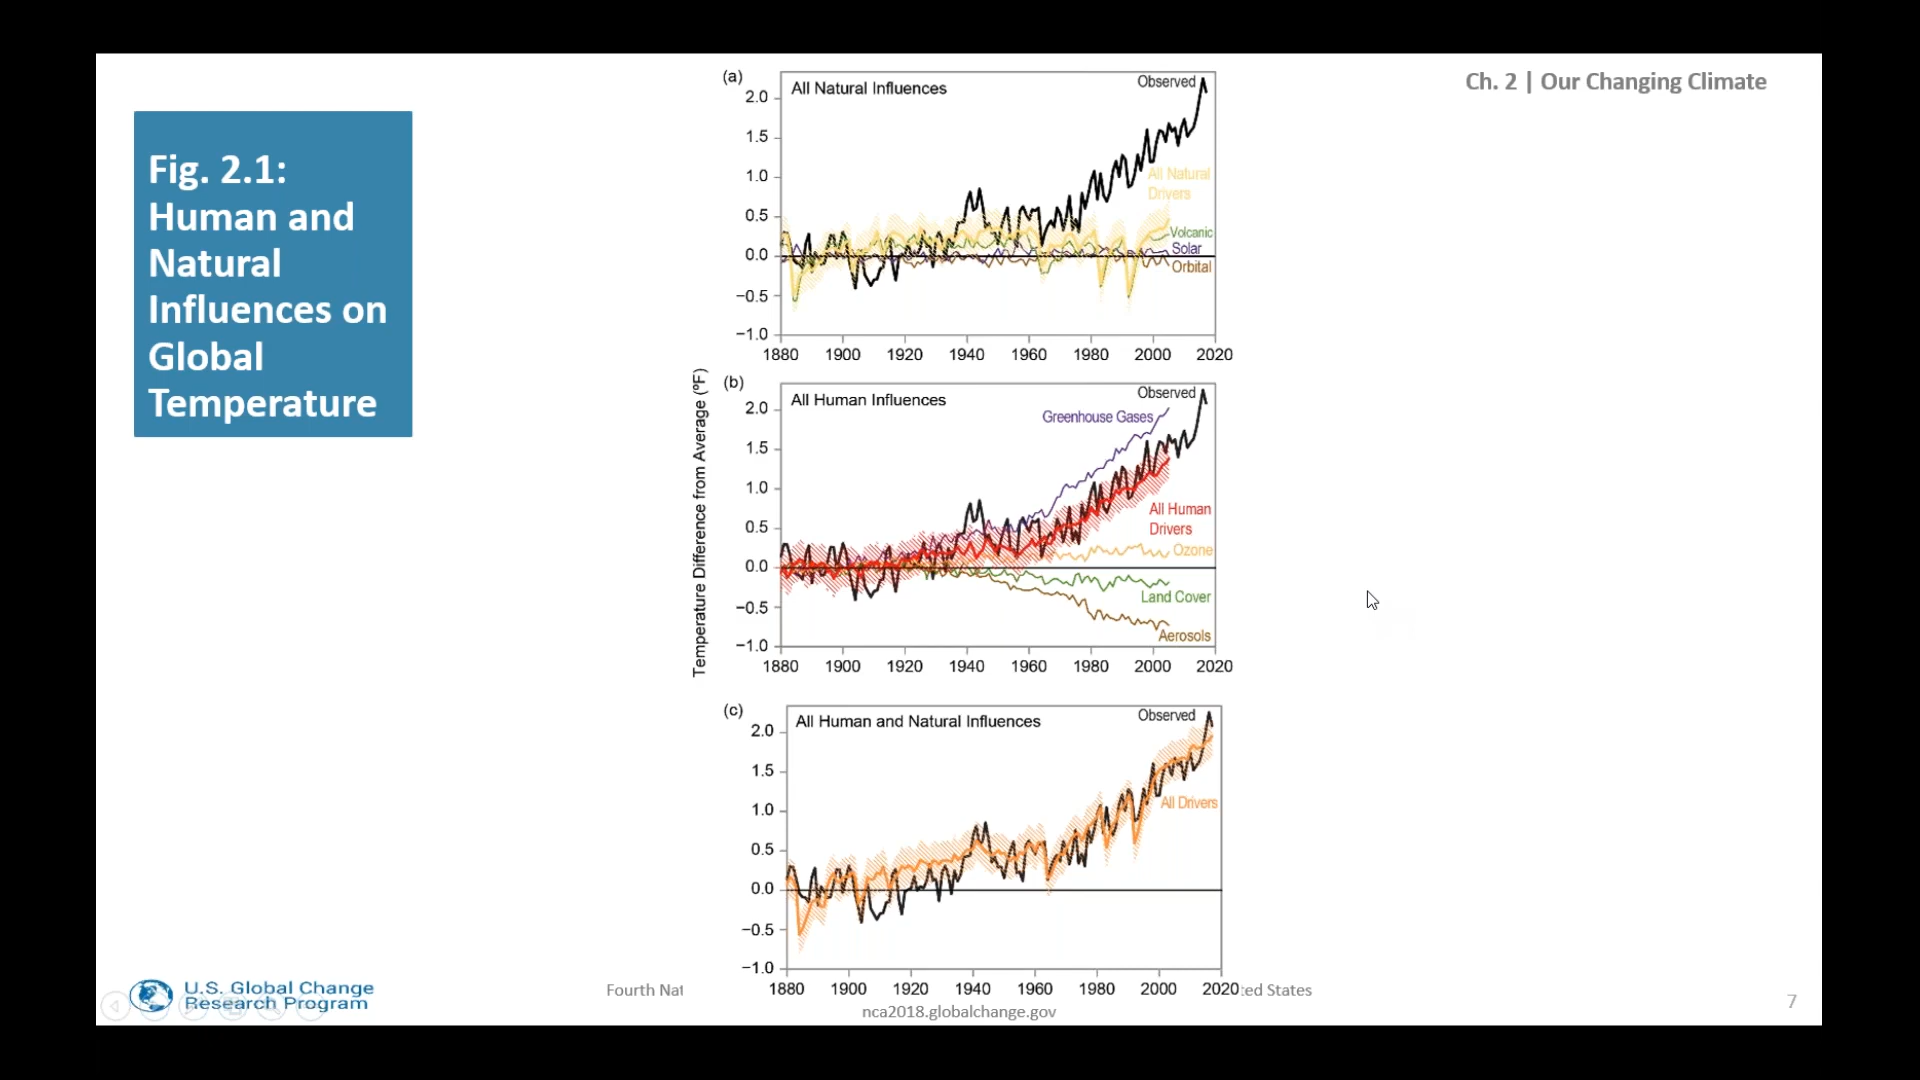 Ch. 2 | Our Changing Climate
Fig. 2.1:
Human and
Natural
Influences on
Global
Temperature
Temperature Difference from Average (ºF)
(a)
All Natural Influences
Observed
All Natural
Drivers
Volcanic
Solar
Orbital
2.0
1.5
1.0
0.5
0.0
−0.5
−1.0
1880 1900 1920 1940 1960 1980 2000 2020
(b)
All Human Influences
Observed
Greenhouse Gases
All Human
Drivers
Ozone
Land Cover
Aerosols
2.0
1.5
1.0
0.5
0.0
−0.5
−1.0
1880 1900 1920 1940 1960 1980 2000 2020
(c)
All Human and Natural Influences
Observed
All Drivers
2.0
1.5
1.0
0.5
0.0
−0.5
−1.0
1880 1900 1920 1940 1960 1980 2000 2020
U.S. Global Change
Research Program
Fourth Nat
ted States
nca2018.globalchange.gov
7